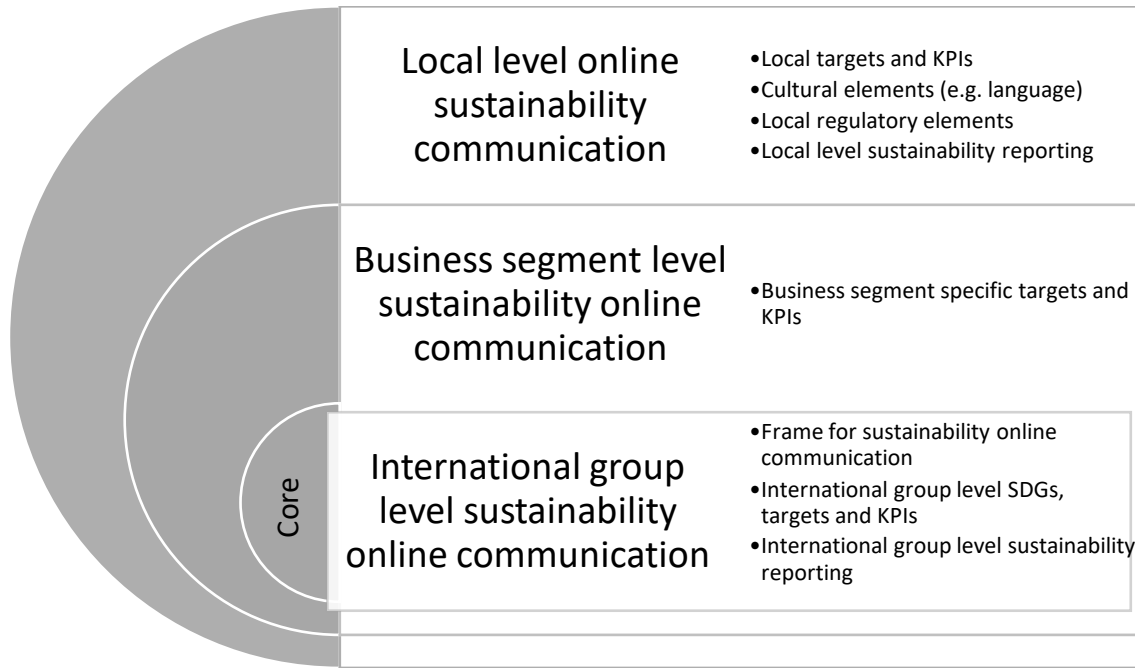 Local level online
sustainability
communication
•Local targets and KPIs
•Cultural elements (e.g. language)
•Local regulatory elements
•Local level sustainability reporting
Business segment level
sustainability online
communication
•Business segment specific targets and
KPIs
Core
International group
level sustainability
online communication
•Frame for sustainability online
communication
•International group level SDGs,
targets and KPIs
•International group level sustainability
reporting